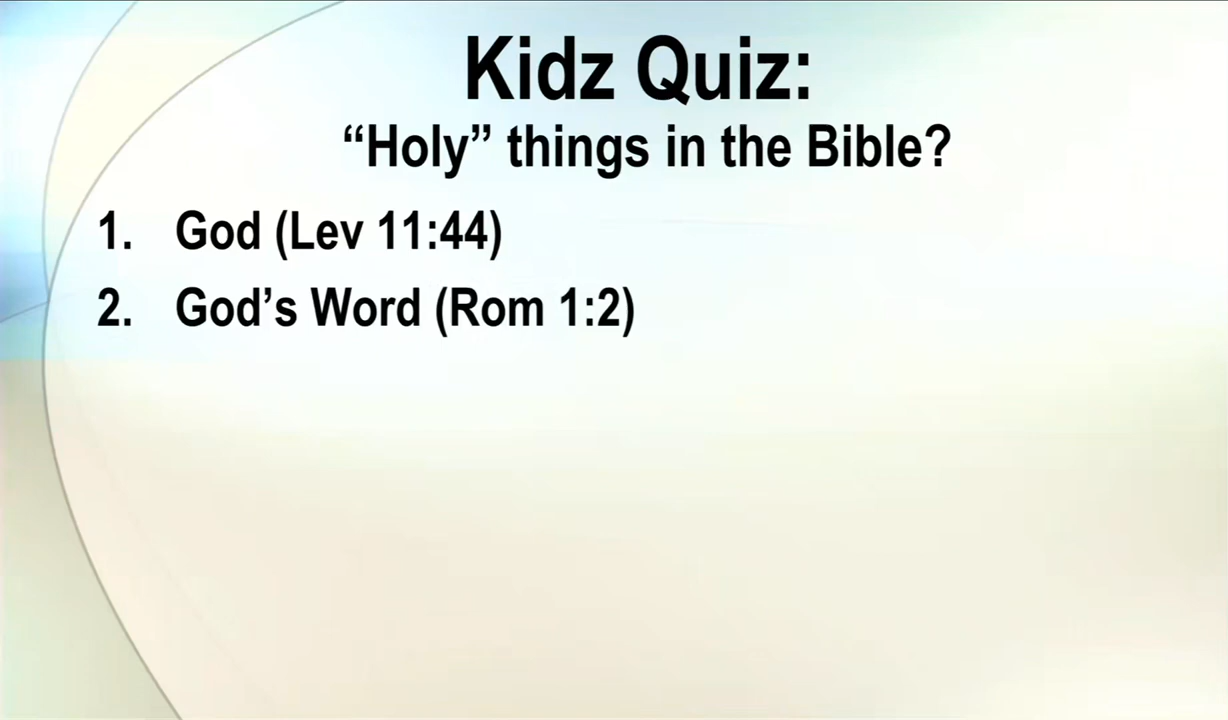 Kidz Quiz:
“Holy” things in the Bible?
1. God (Lev 11:44)
2. God’s Word (Rom 1:2)